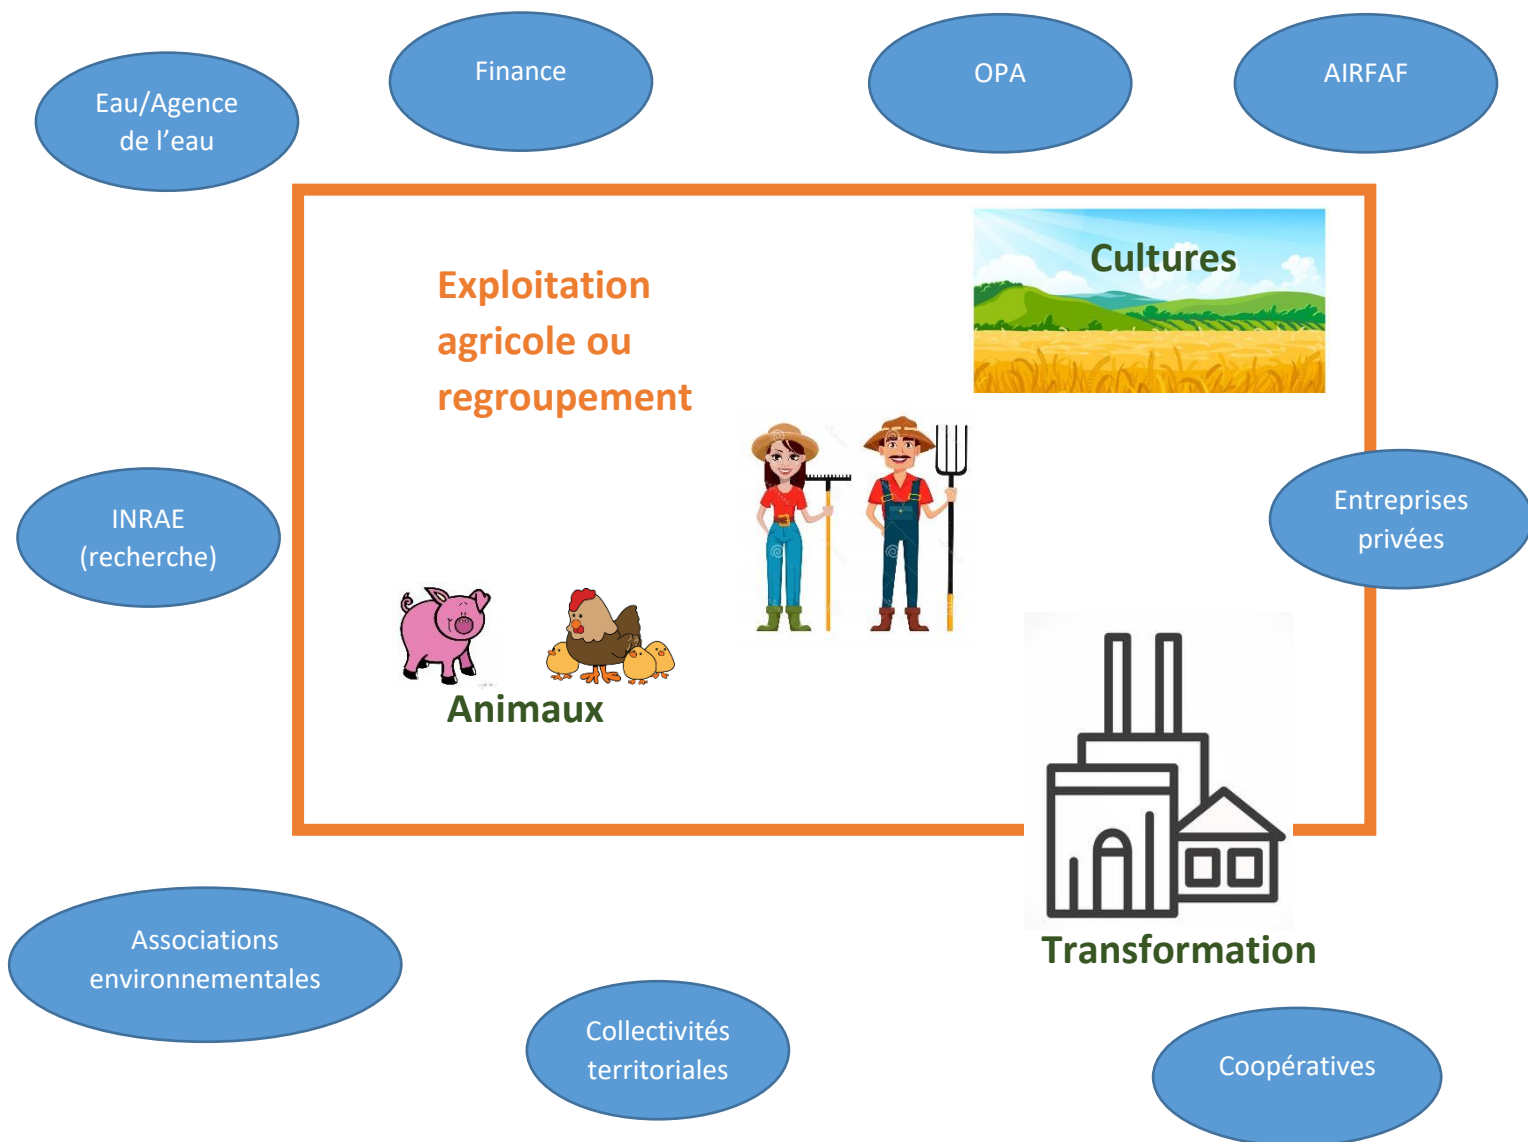 Finance
OPA
AIRFAF
Eau/Agence
de l’eau
Exploitation
agricole ou
regroupement
Cultures
INRAE
(recherche)
Entreprises
privées
Animaux
Transformation
Associations
environnementales
Collectivités
territoriales
Coopératives